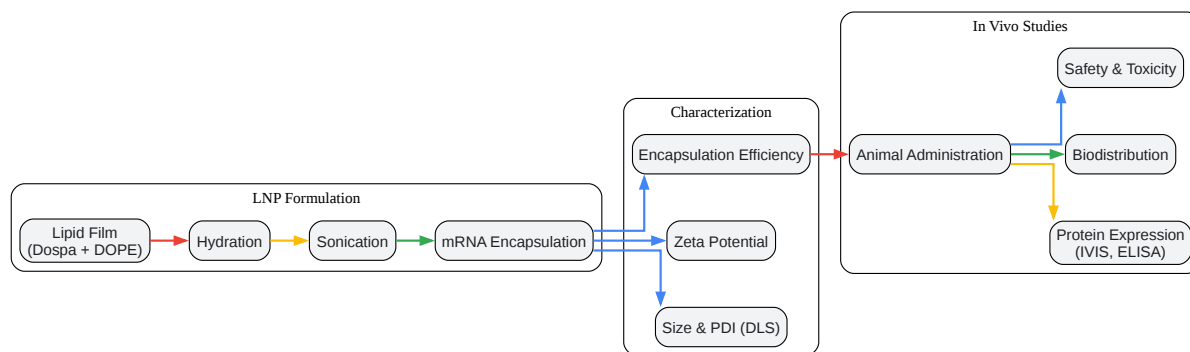 LNP Formulation
Lipid Film
(Dospa + DOPE)
Hydration
Sonication
mRNA Encapsulation
Characterization
Encapsulation Efficiency
Zeta Potential
Size & PDI (DLS)
In Vivo Studies
Animal Administration
Safety & Toxicity
Biodistribution
Protein Expression
(IVIS, ELISA)